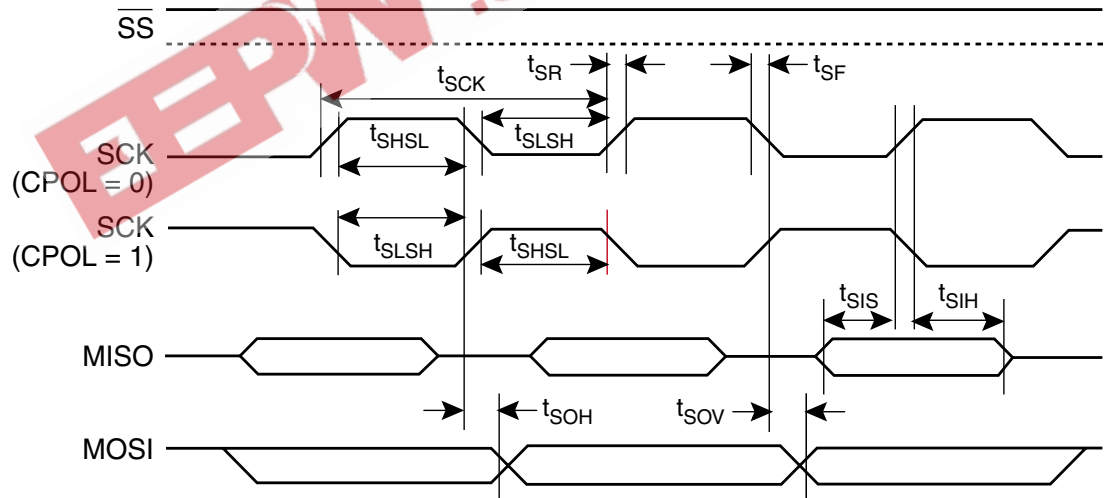 EEPW.
SS
tSR
tSF
tSCK
SCK
(CPOL = 0)
tSHSL
tSLSH
SCK
(CPOL = 1)
tSLSH
tSHSL
tSIS
tSIH
MISO
tSOH
tSOV
MOSI